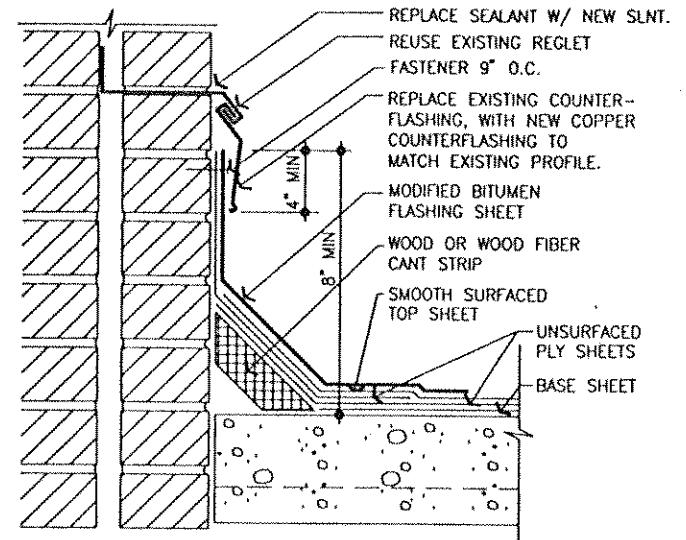 REPLACE SEALANT W/ NEW SLNT.
REUSE EXISTING REGLET
FASTENER 9" O.C.
REPLACE EXISTING COUNTER-
FLASHING, WITH NEW COPPER
COUNTERFLASHING TO
MATCH EXISTING PROFILE.
4" MIN
8" MIN
MODIFIED BITUMEN
FLASHING SHEET
WOOD OR WOOD FIBER
CANT STRIP
SMOOTH SURFACED
TOP SHEET
UNSURFACED
PLY SHEETS
BASE SHEET